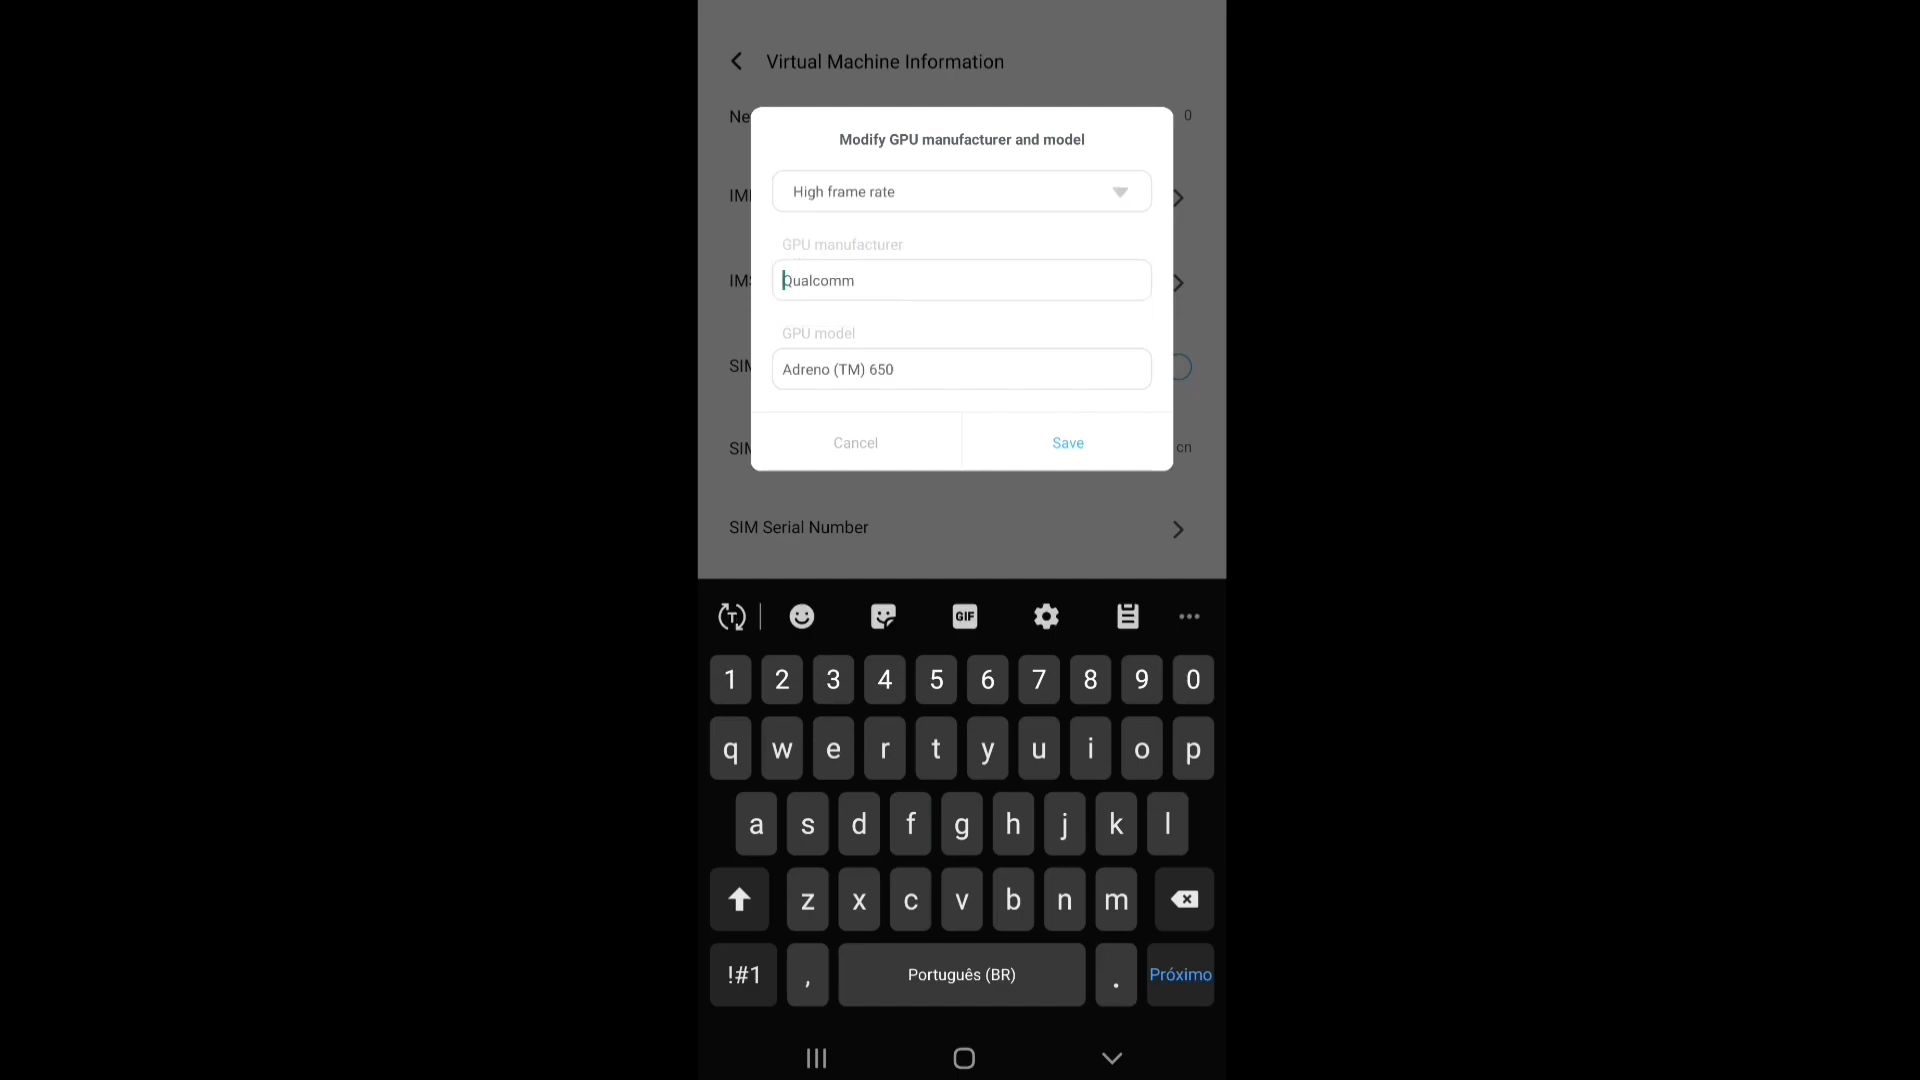 Virtual Machine Information
Ne
0
Modify GPU manufacturer and model
High frame rate
GPU manufacturer
Qualcomm
GPU model
Adreno (TM) 650
Cancel
Save
IM
IMS
SIM
SIM
cn
SIM Serial Number
T
GIF
1 2 3 4 5 6 7 8 9 0
q w e r t y u i o p
a s d f g h j k l
z x c v b n m
!#1 , Português (BR) . Próximo